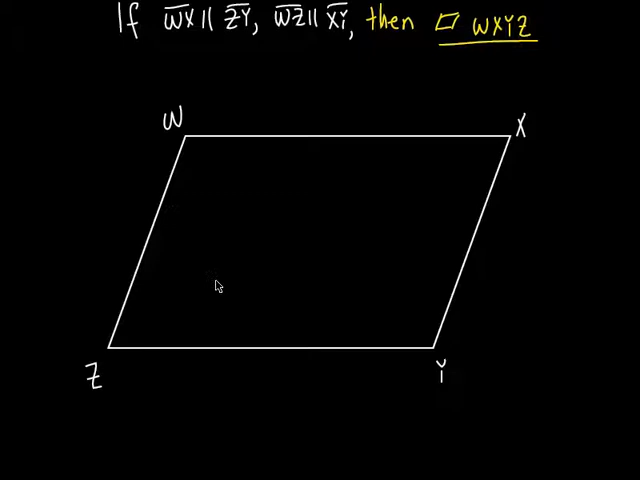 If W̅X̅ || Z̅Y̅, W̅Z̅ || X̅Y̅, then ▱ WXYZ
W
X
Z
Y